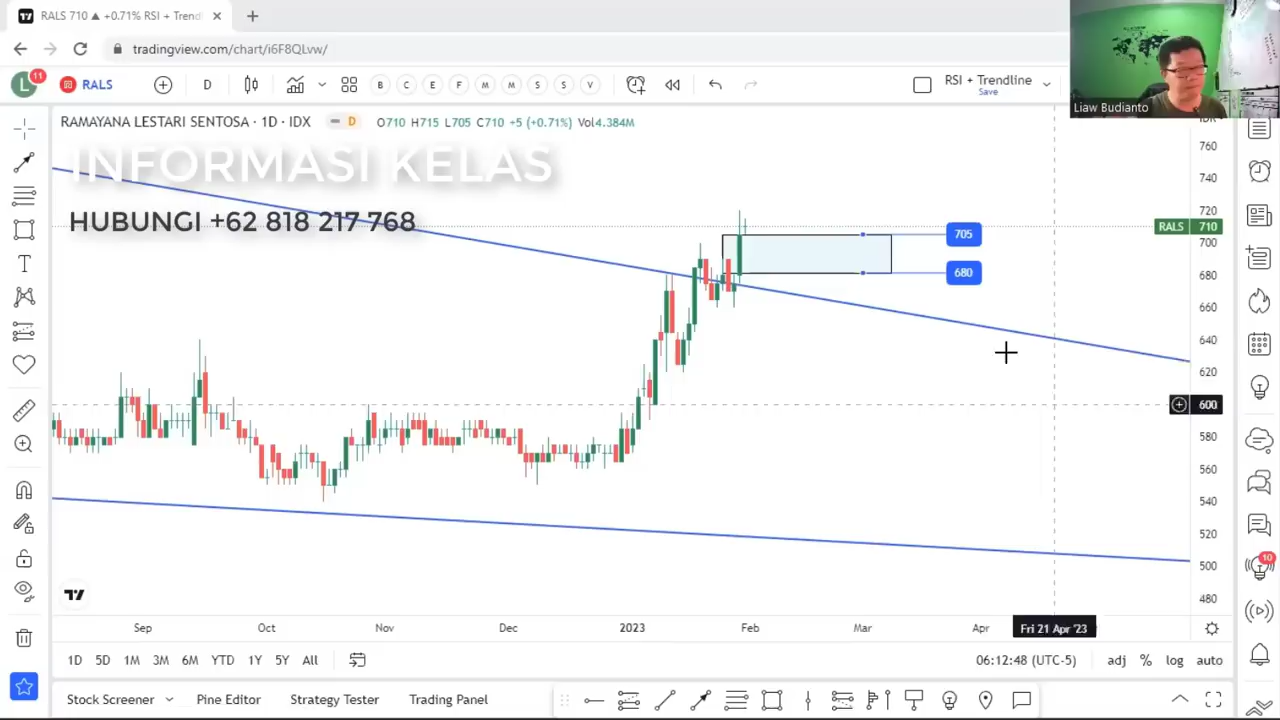 RALS 710 ▲ +0.71% RSI + Trend
tradingview.com/chart/i6F8QLvw/
L 11 RALS D B C E F M M S S V RSI + Trendline
Save
Liaw Budianto
RAMAYANA LESTARI SENTOSA · 1D · IDX D O710 H715 L705 C710 +5 (+0.71%) Vol4.384M
INFORMASI KELAS
HUBUNGI +62 818 217 768
760
740
720
RALS 710
700
680
660
640
620
600
580
560
540
520
500
480
705
680
Sep Oct Nov Dec 2023 Feb Mar Apr Fri 21 Apr '23
1D 5D 1M 3M 6M YTD 1Y 5Y All 06:12:48 (UTC-5) adj % log auto
Stock Screener Pine Editor Strategy Tester Trading Panel
10